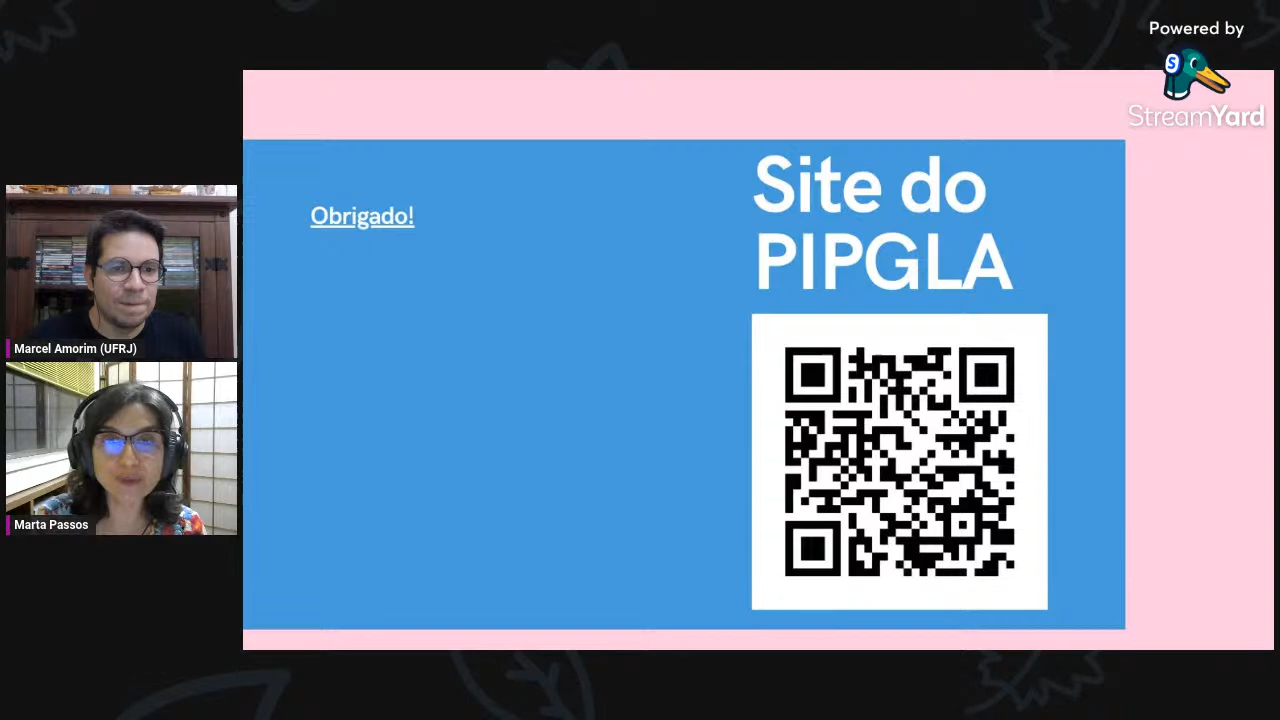 Powered by
StreamYard
Site do
PIPGLA
Obrigado!
Marcel Amorim (UFRJ)
Marta Passos